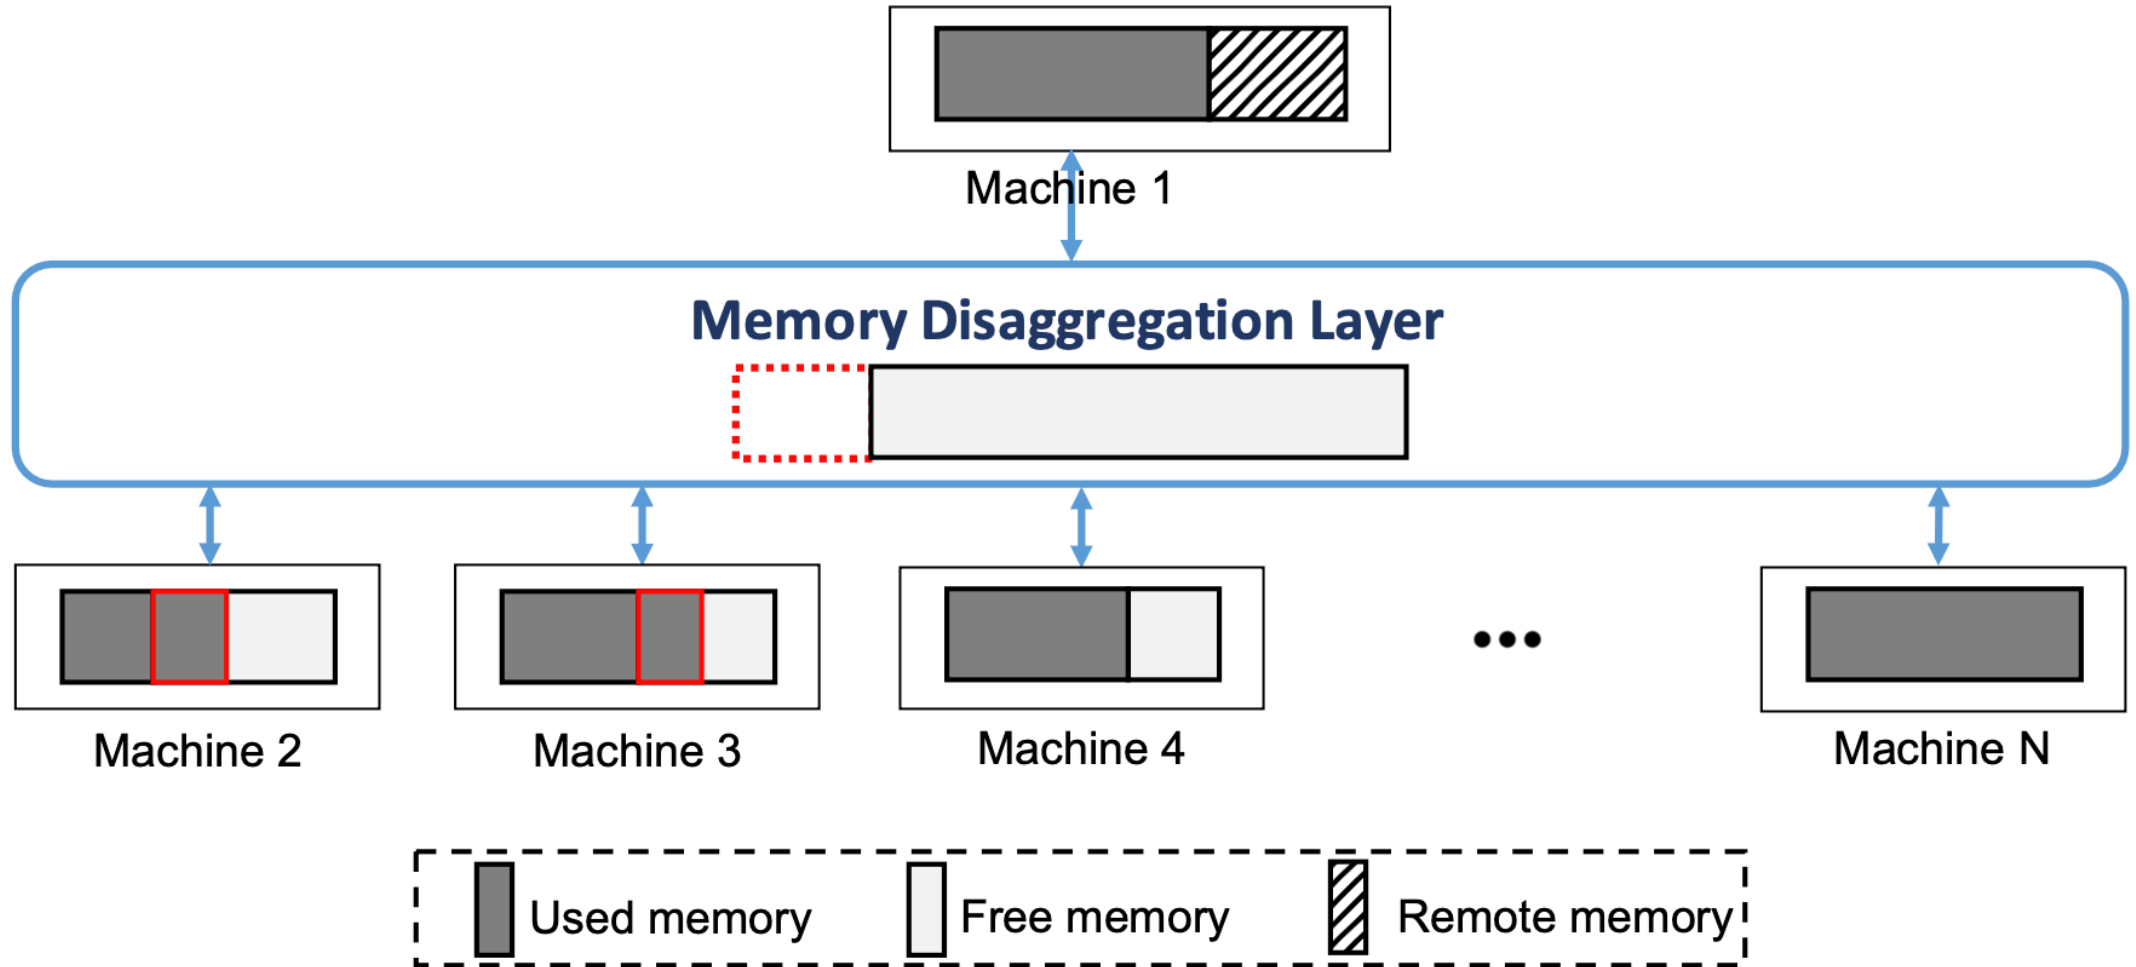 Machine 1
Memory Disaggregation Layer
Machine 2
Machine 3
Machine 4
Machine N
Used memory
Free memory
Remote memory